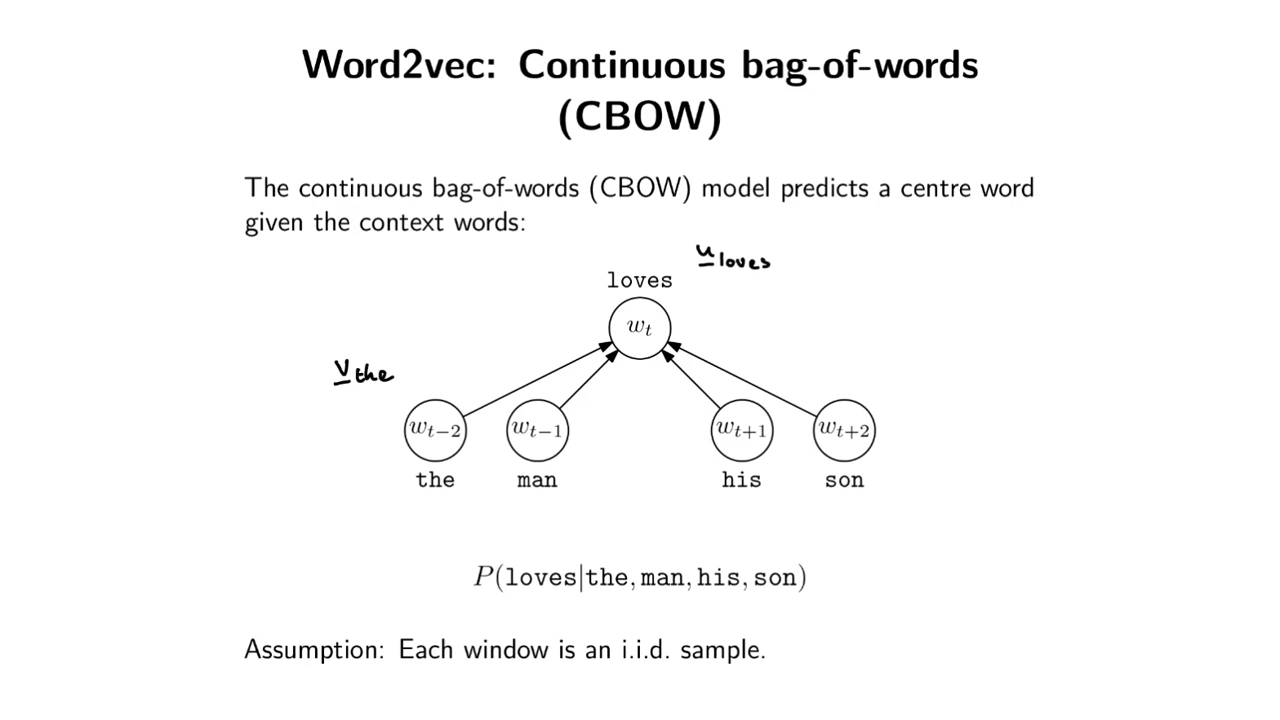 Word2vec: Continuous bag-of-words
(CBOW)
The continuous bag-of-words (CBOW) model predicts a centre word
given the context words:
u loves
loves
w_t
v the
w_{t−2} w_{t−1} w_{t+1} w_{t+2}
the man his son
P(loves|the, man, his, son)
Assumption: Each window is an i.i.d. sample.